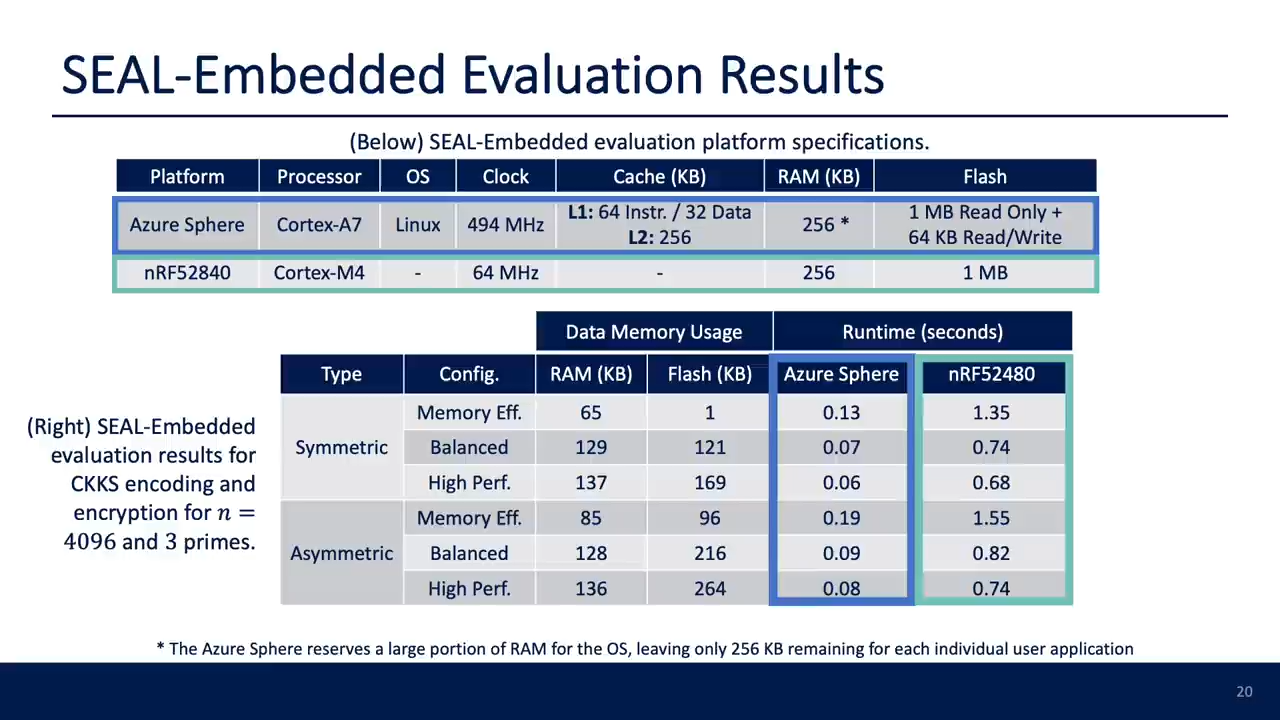 SEAL-Embedded Evaluation Results
(Below) SEAL-Embedded evaluation platform specifications.
Platform Processor OS Clock Cache (KB) RAM (KB) Flash
Azure Sphere Cortex-A7 Linux 494 MHz L1: 64 Instr. / 32 Data L2: 256 256 * 1 MB Read Only + 64 KB Read/Write
nRF52840 Cortex-M4 - 64 MHz - 256 1 MB
Data Memory Usage Runtime (seconds)
Type Config. RAM (KB) Flash (KB) Azure Sphere nRF52480
Symmetric Memory Eff. 65 1 0.13 1.35
Balanced 129 121 0.07 0.74
High Perf. 137 169 0.06 0.68
Asymmetric Memory Eff. 85 96 0.19 1.55
Balanced 128 216 0.09 0.82
High Perf. 136 264 0.08 0.74
(Right) SEAL-Embedded
evaluation results for
CKKS encoding and
encryption for n =
4096 and 3 primes.
* The Azure Sphere reserves a large portion of RAM for the OS, leaving only 256 KB remaining for each individual user application
20